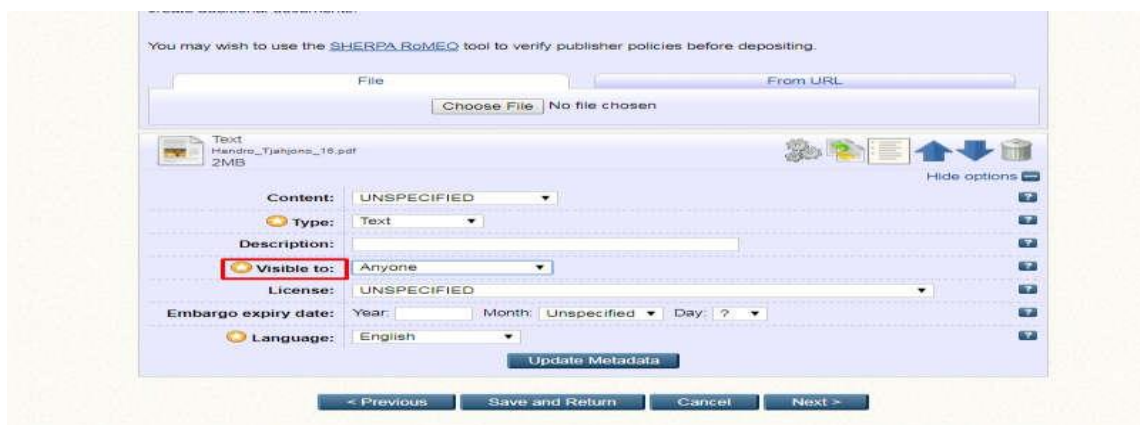 You may wish to use the SHERPA RoMEO tool to verify publisher policies before depositing.
File From URL
Choose File No file chosen
Text
Hendro_Tjahjono_16.pdf
2MB
Hide options
Content: UNSPECIFIED
Type: Text
Description:
Visible to: Anyone
License: UNSPECIFIED
Embargo expiry date: Year: Month: Unspecified Day: ?
Language: English
Update Metadata
< Previous Save and Return Cancel Next >